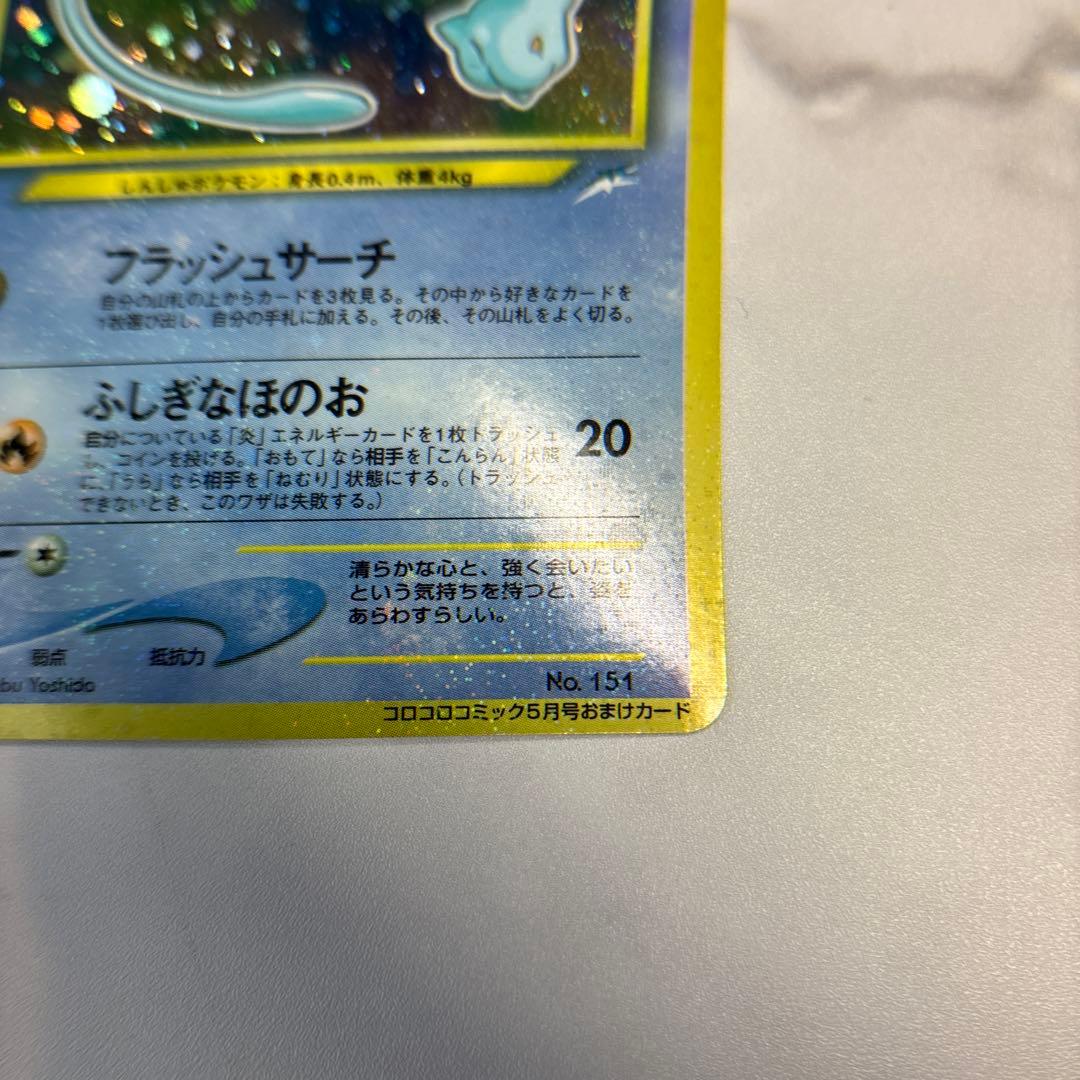 しんしゅポケモン：身長0.4m、体重4kg
フラッシュサーチ
自分の山札の上からカードを3枚見る。その中から好きなカードを
1枚選び出し、自分の手札に加える。その後、その山札をよく切る。
ふしぎなほのお
20
自分についている「炎」エネルギーカードを1枚トラッシュ
し、コインを投げる。「おもて」なら相手を「こんらん」状態
に、「うら」なら相手を「ねむり」状態にする。（トラッシュ
できないとき、このワザは失敗する。）
清らかな心と、強く会いたい
という気持ちを持つと、姿を
あらわすらしい。
弱点 抵抗力
bu Yoshida
No. 151
コロコロコミック5月号おまけカード